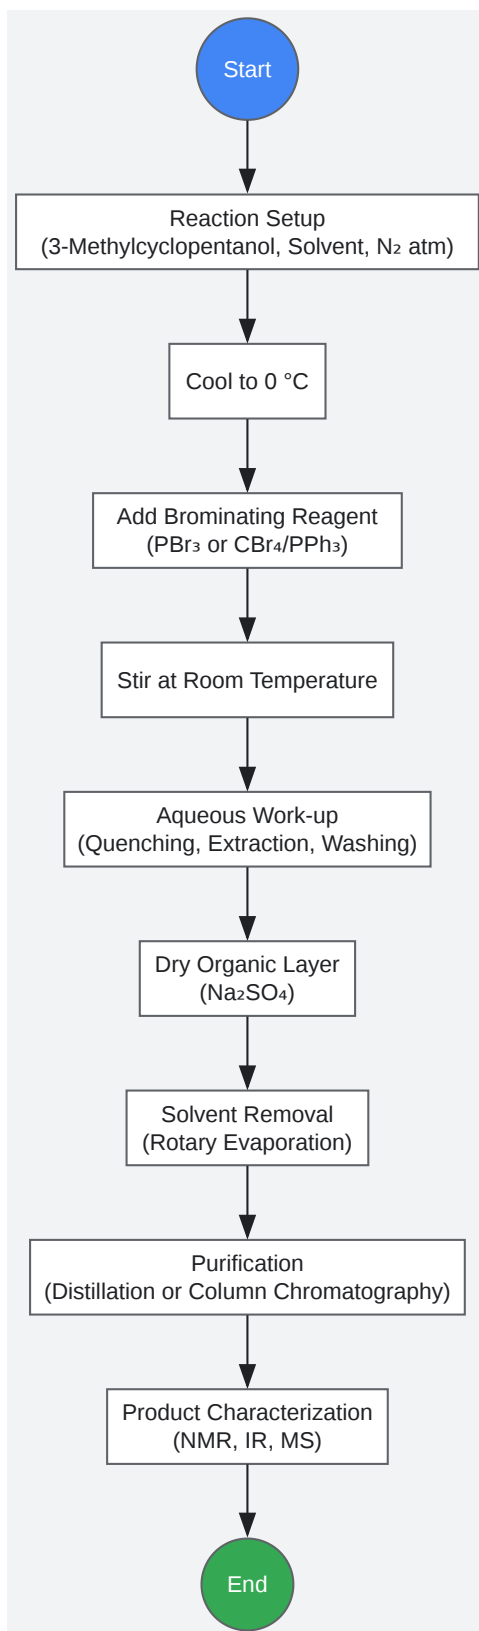 Start
Reaction Setup
(3-Methylcyclopentanol, Solvent, N₂ atm)
Cool to 0 °C
Add Brominating Reagent
(PBr₃ or CBr₄/PPh₃)
Stir at Room Temperature
Aqueous Work-up
(Quenching, Extraction, Washing)
Dry Organic Layer
(Na₂SO₄)
Solvent Removal
(Rotary Evaporation)
Purification
(Distillation or Column Chromatography)
Product Characterization
(NMR, IR, MS)
End